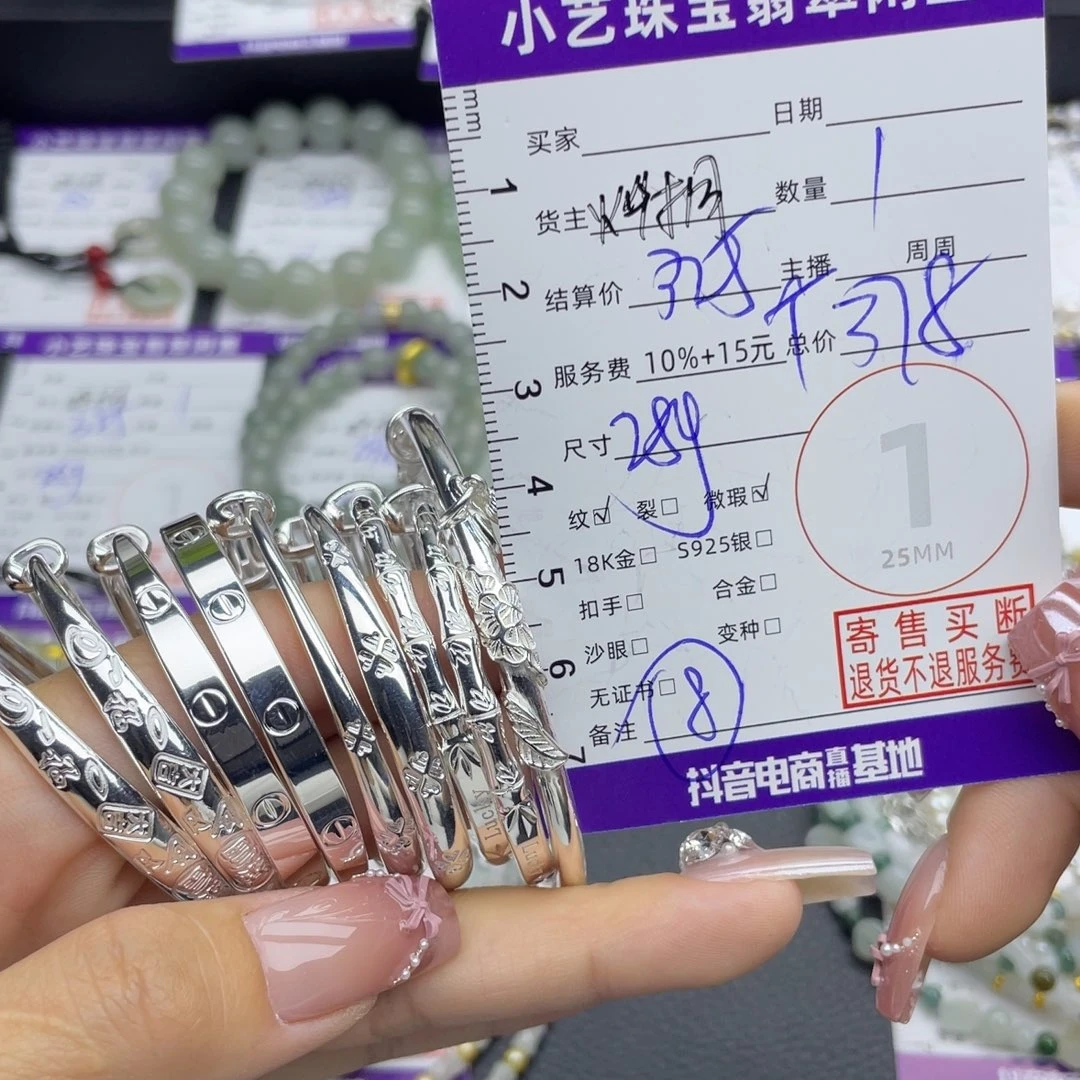 小艺珠宝翡翠
买家 日期
货主 数量 1
结算价 325 主播 周周
服务费 10%+15元 总价 378
尺寸 284
纹☑ 裂□ 微瑕☑
18K金□ S925银□
扣手□ 合金□
沙眼□ 变种□
无证书□
备注 8
1
25MM
寄售买断
退货不退服务费
抖音电商直播基地
mm
1
2
3
4
5
6
7
Lucky